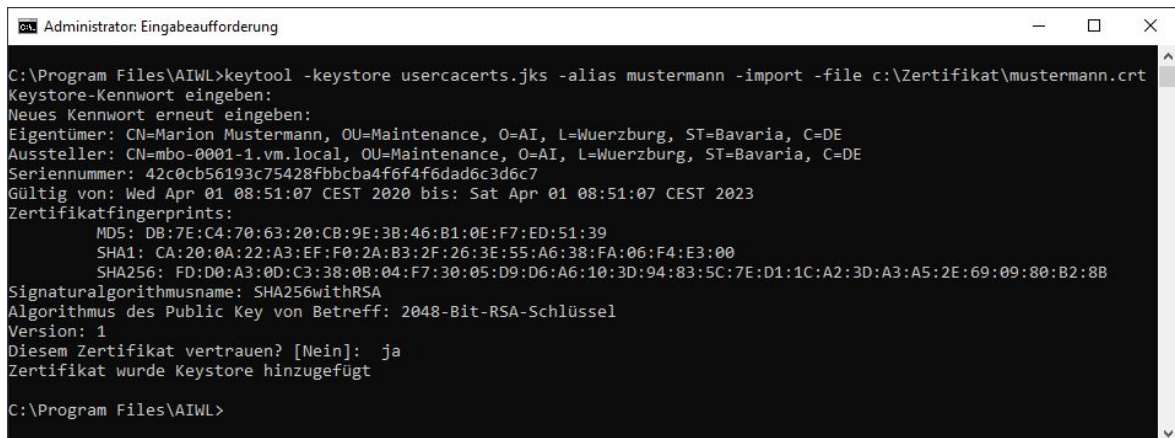 Administrator: Eingabeaufforderung
C:\Program Files\AIWL>keytool -keystore usercacerts.jks -alias mustermann -import -file c:\Zertifikat\mustermann.crt
Keystore-Kennwort eingeben:
Neues Kennwort erneut eingeben:
Eigentümer: CN=Marion Mustermann, OU=Maintenance, O=AI, L=Wuerzburg, ST=Bavaria, C=DE
Aussteller: CN=mbo-0001-1.vm.local, OU=Maintenance, O=AI, L=Wuerzburg, ST=Bavaria, C=DE
Seriennummer: 42c0cb56193c75428fbbcba4f6f4f6dad6c3d6c7
Gültig von: Wed Apr 01 08:51:07 CEST 2020 bis: Sat Apr 01 08:51:07 CEST 2023
Zertifikatfingerprints:
MD5: DB:7E:C4:70:63:20:CB:9E:3B:46:B1:0E:F7:ED:51:39
SHA1: CA:20:0A:22:A3:EF:F0:2A:B3:2F:26:3E:55:A6:38:FA:06:F4:E3:00
SHA256: FD:D0:A3:0D:C3:38:0B:04:F7:30:05:D9:D6:A6:10:3D:94:83:5C:7E:D1:1C:A2:3D:A3:A5:2E:69:09:80:B2:8B
Signaturalgorithmusname: SHA256withRSA
Algorithmus des Public Key von Betreff: 2048-Bit-RSA-Schlüssel
Version: 1
Diesem Zertifikat vertrauen? [Nein]:  ja
Zertifikat wurde Keystore hinzugefügt
C:\Program Files\AIWL>